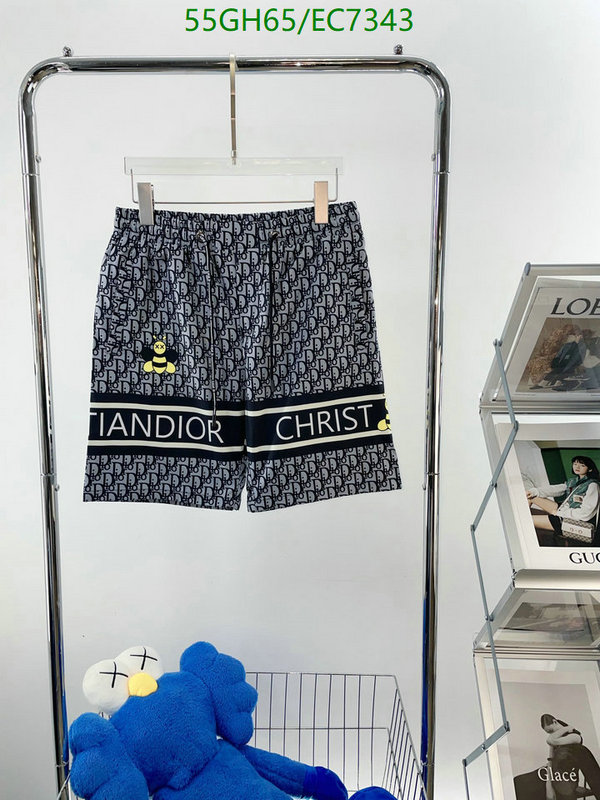 55GH65/EC7343
TIANDIOR CHRIST
LOE
GUC
Glacé